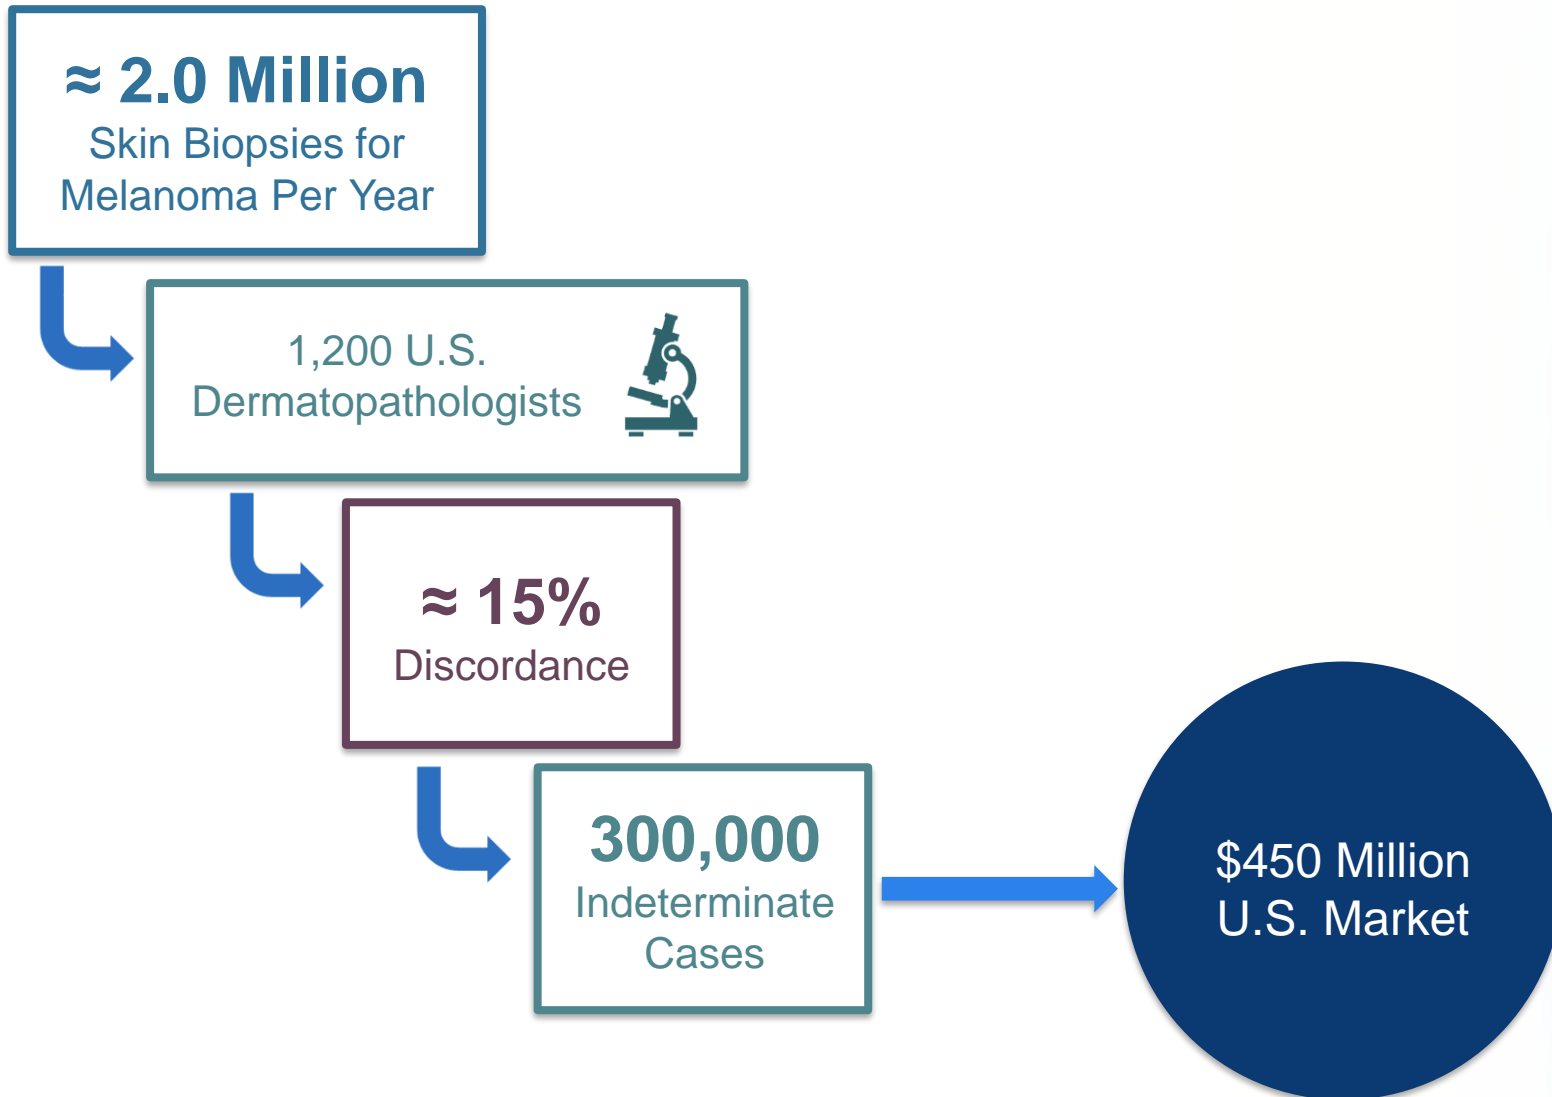 ≈ 2.0 Million
Skin Biopsies for
Melanoma Per Year
1,200 U.S.
Dermatopathologists
≈ 15%
Discordance
300,000
Indeterminate
Cases
$450 Million
U.S. Market